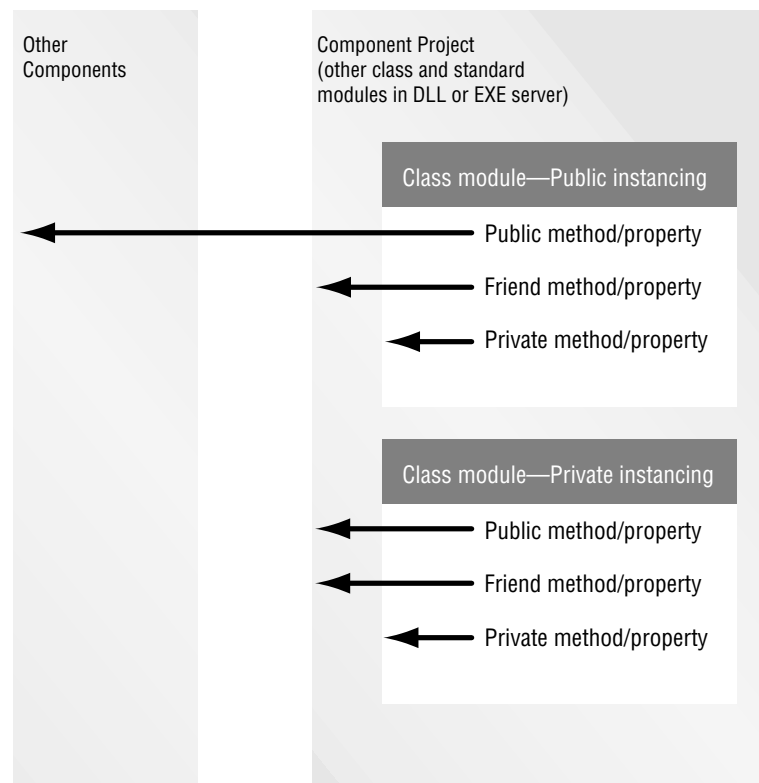 Other
Components
Component Project
(other class and standard
modules in DLL or EXE server)
Class module—Public instancing
Public method/property
Friend method/property
Private method/property
Class module—Private instancing
Public method/property
Friend method/property
Private method/property